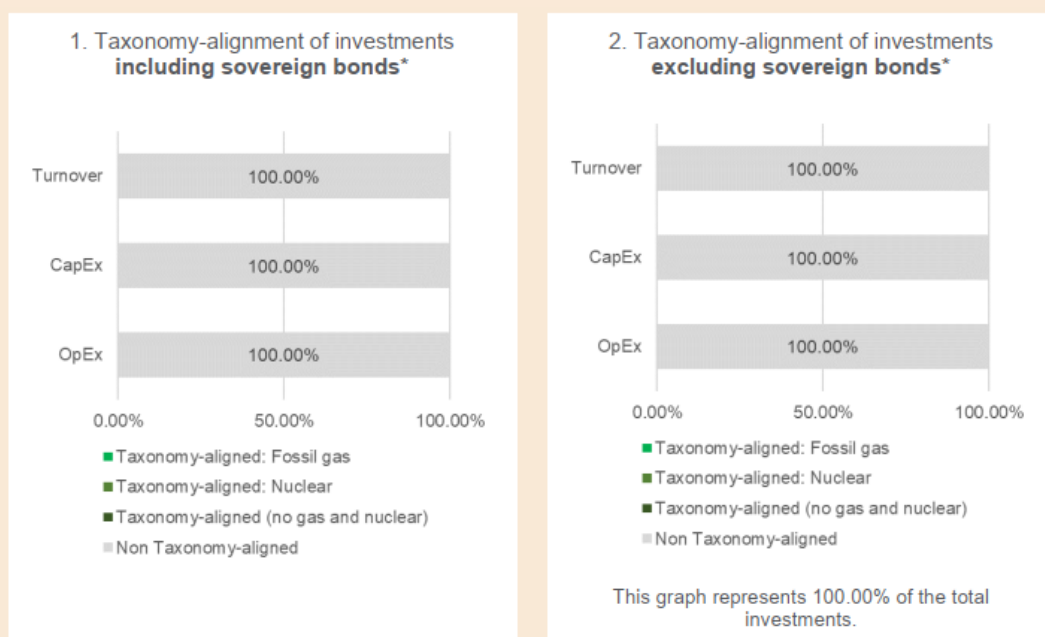 1. Taxonomy-alignment of investments
including sovereign bonds*
Turnover
100.00%
CapEx
100.00%
OpEx
100.00%
0.00%
50.00%
100.00%
Taxonomy-aligned: Fossil gas
Taxonomy-aligned: Nuclear
Taxonomy-aligned (no gas and nuclear)
Non Taxonomy-aligned
2. Taxonomy-alignment of investments
excluding sovereign bonds*
Turnover
100.00%
CapEx
100.00%
OpEx
100.00%
0.00%
50.00%
100.00%
Taxonomy-aligned: Fossil gas
Taxonomy-aligned: Nuclear
Taxonomy-aligned (no gas and nuclear)
Non Taxonomy-aligned
This graph represents 100.00% of the total
investments.